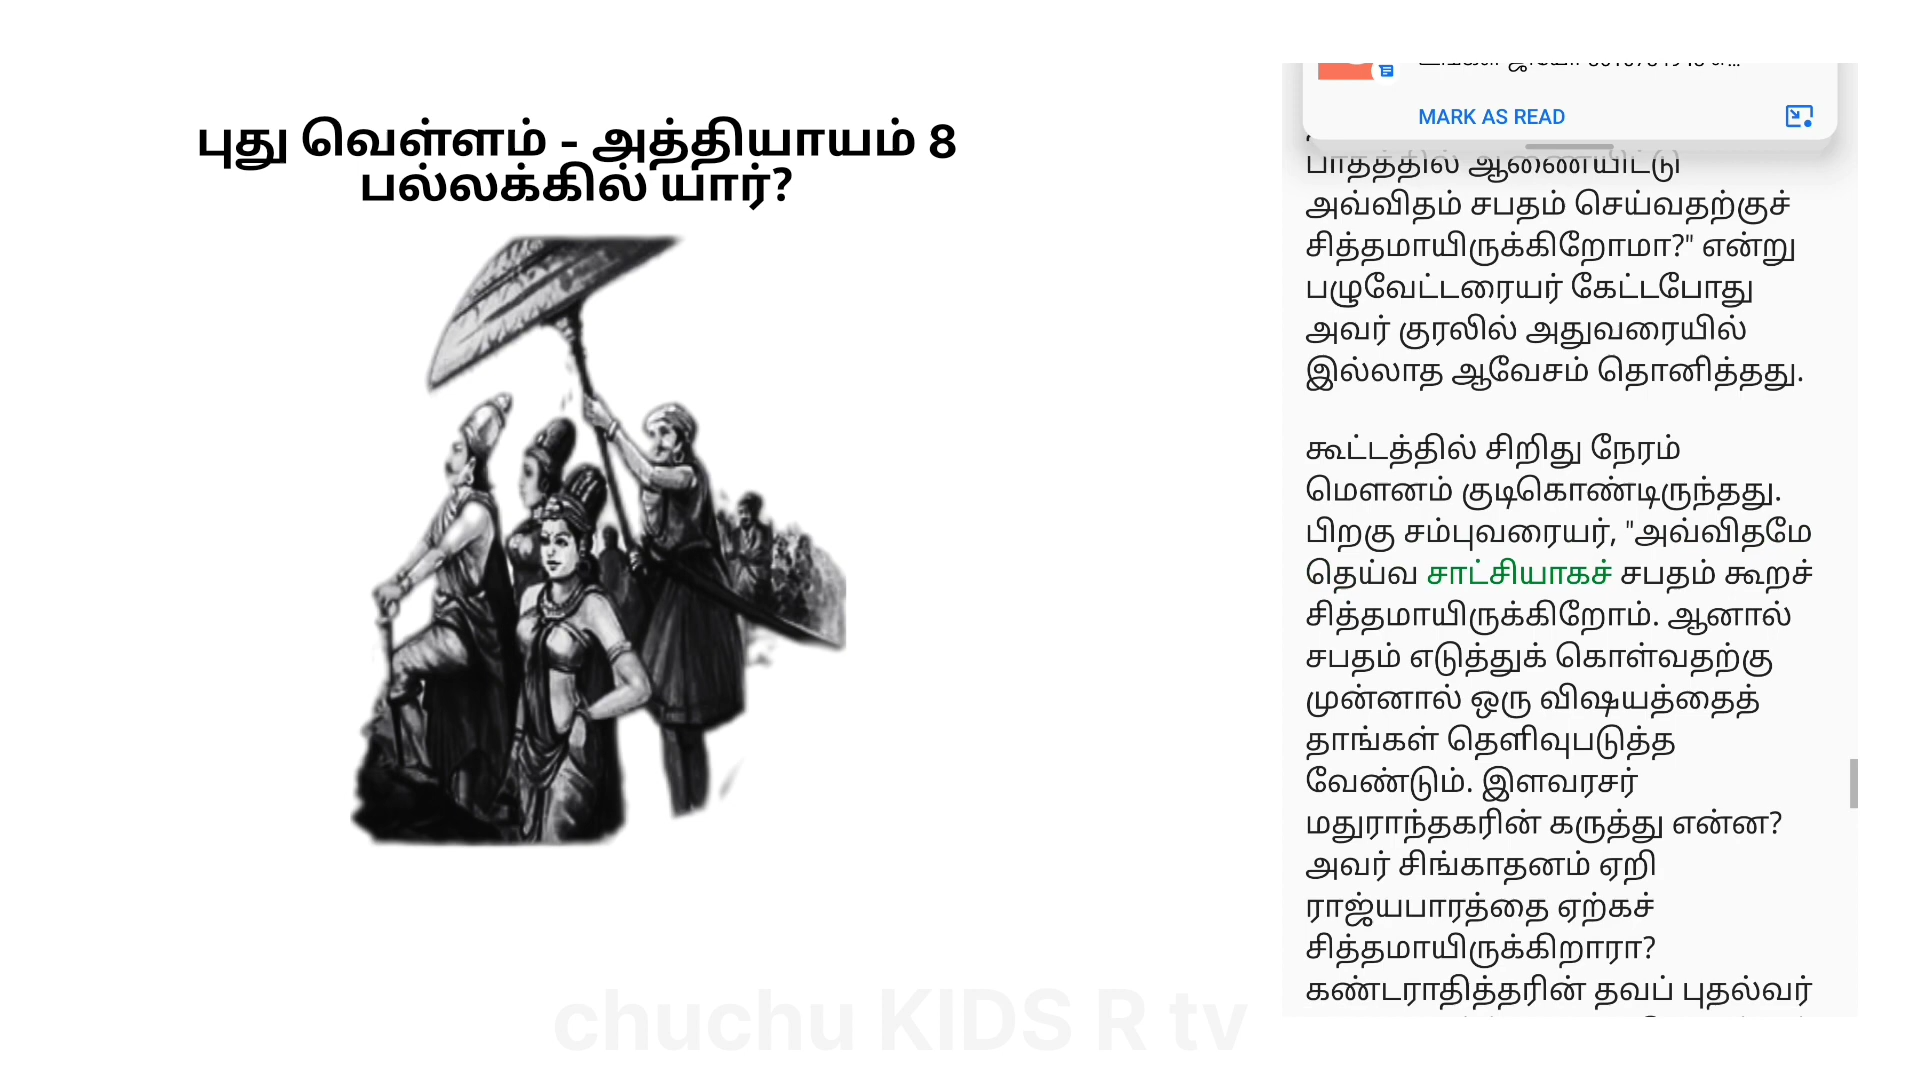 புது வெள்ளம் - அத்தியாயம் 8
பல்லக்கில் யார்?
MARK AS READ
பாதத்தில் ஆணையிட்டு
அவ்விதம் சபதம் செய்வதற்குச்
சித்தமாயிருக்கிறோமா?" என்று
பழுவேட்டரையர் கேட்டபோது
அவர் குரலில் அதுவரையில்
இல்லாத ஆவேசம் தொனித்தது.
கூட்டத்தில் சிறிது நேரம்
மௌனம் குடிகொண்டிருந்தது.
பிறகு சம்புவரையர், "அவ்விதமே
தெய்வ சாட்சியாகச் சபதம் கூறச்
சித்தமாயிருக்கிறோம். ஆனால்
சபதம் எடுத்துக் கொள்வதற்கு
முன்னால் ஒரு விஷயத்தைத்
தாங்கள் தெளிவுபடுத்த
வேண்டும். இளவரசர்
மதுராந்தகரின் கருத்து என்ன?
அவர் சிங்காதனம் ஏறி
ராஜ்யபாரத்தை ஏற்கச்
சித்தமாயிருக்கிறாரா?
கண்டராதித்தரின் தவப் புதல்வர்
chuchu KIDS R tv